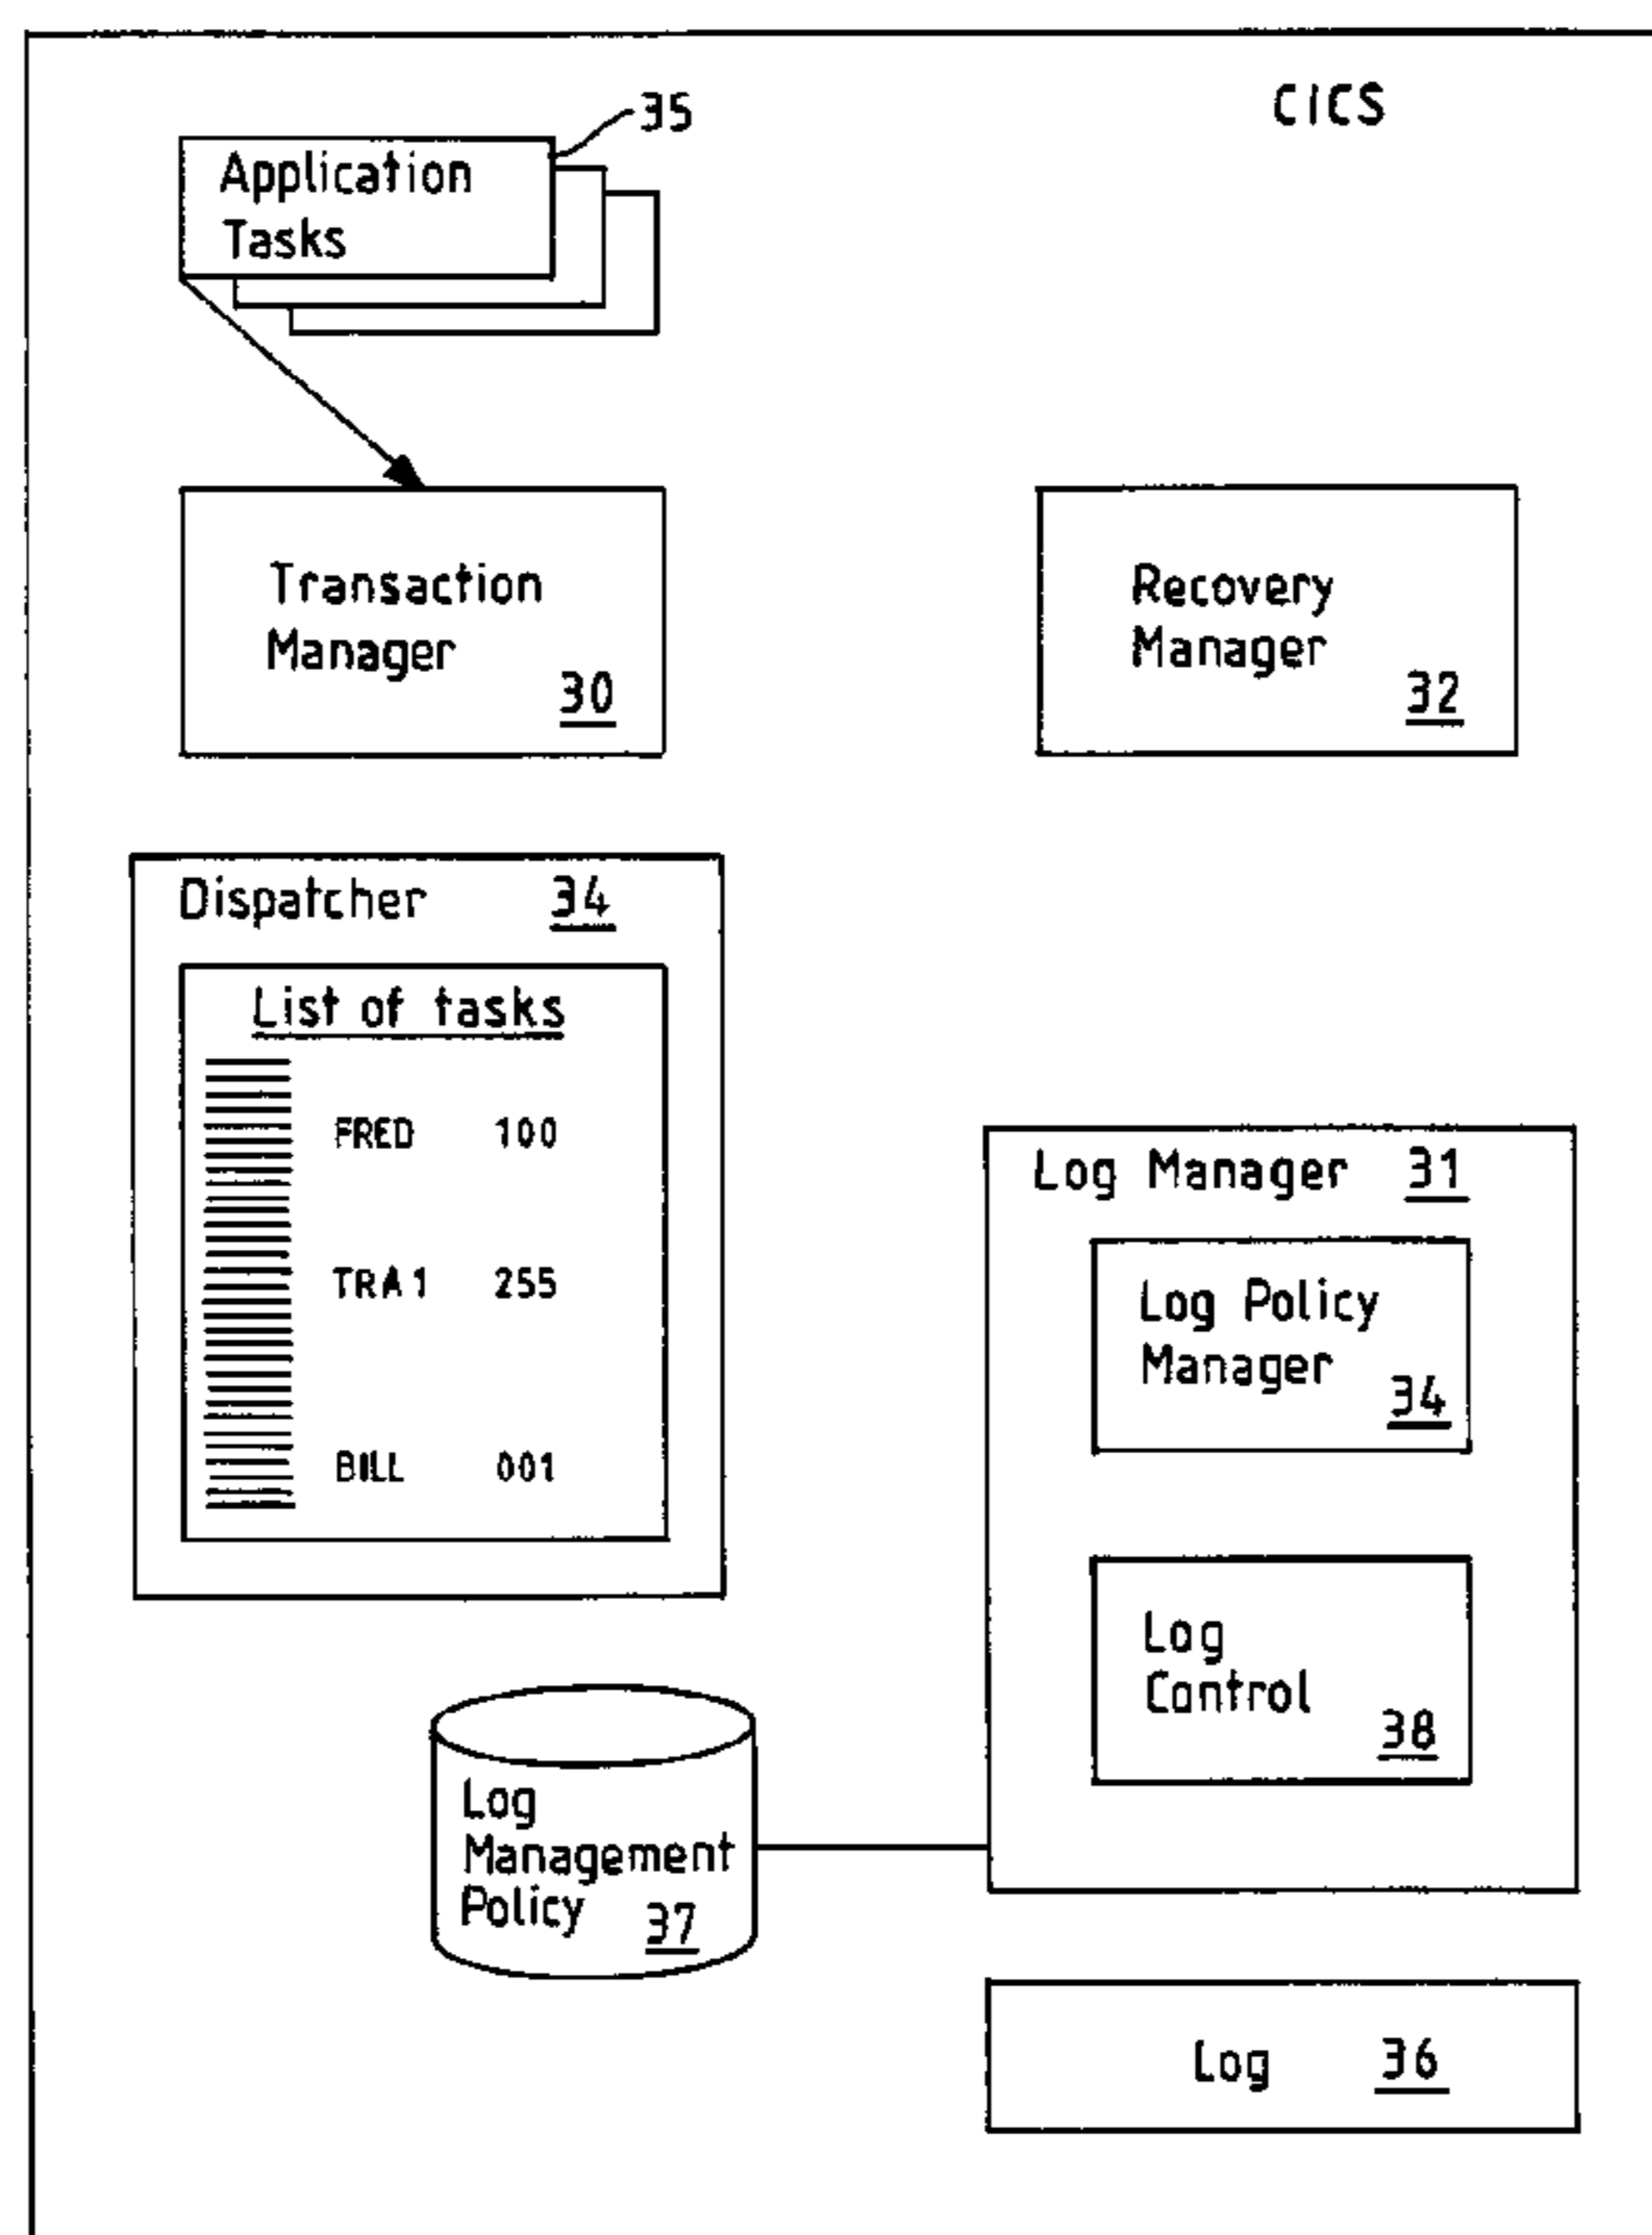 CICS
35
Application
Tasks
Transaction
Manager
30
Recovery
Manager
32
Dispatcher 34
List of tasks
FRED 100
TRA1 255
BILL 001
Log Manager 31
Log Policy
Manager
34
Log
Control
38
Log
Management
Policy
37
Log 36